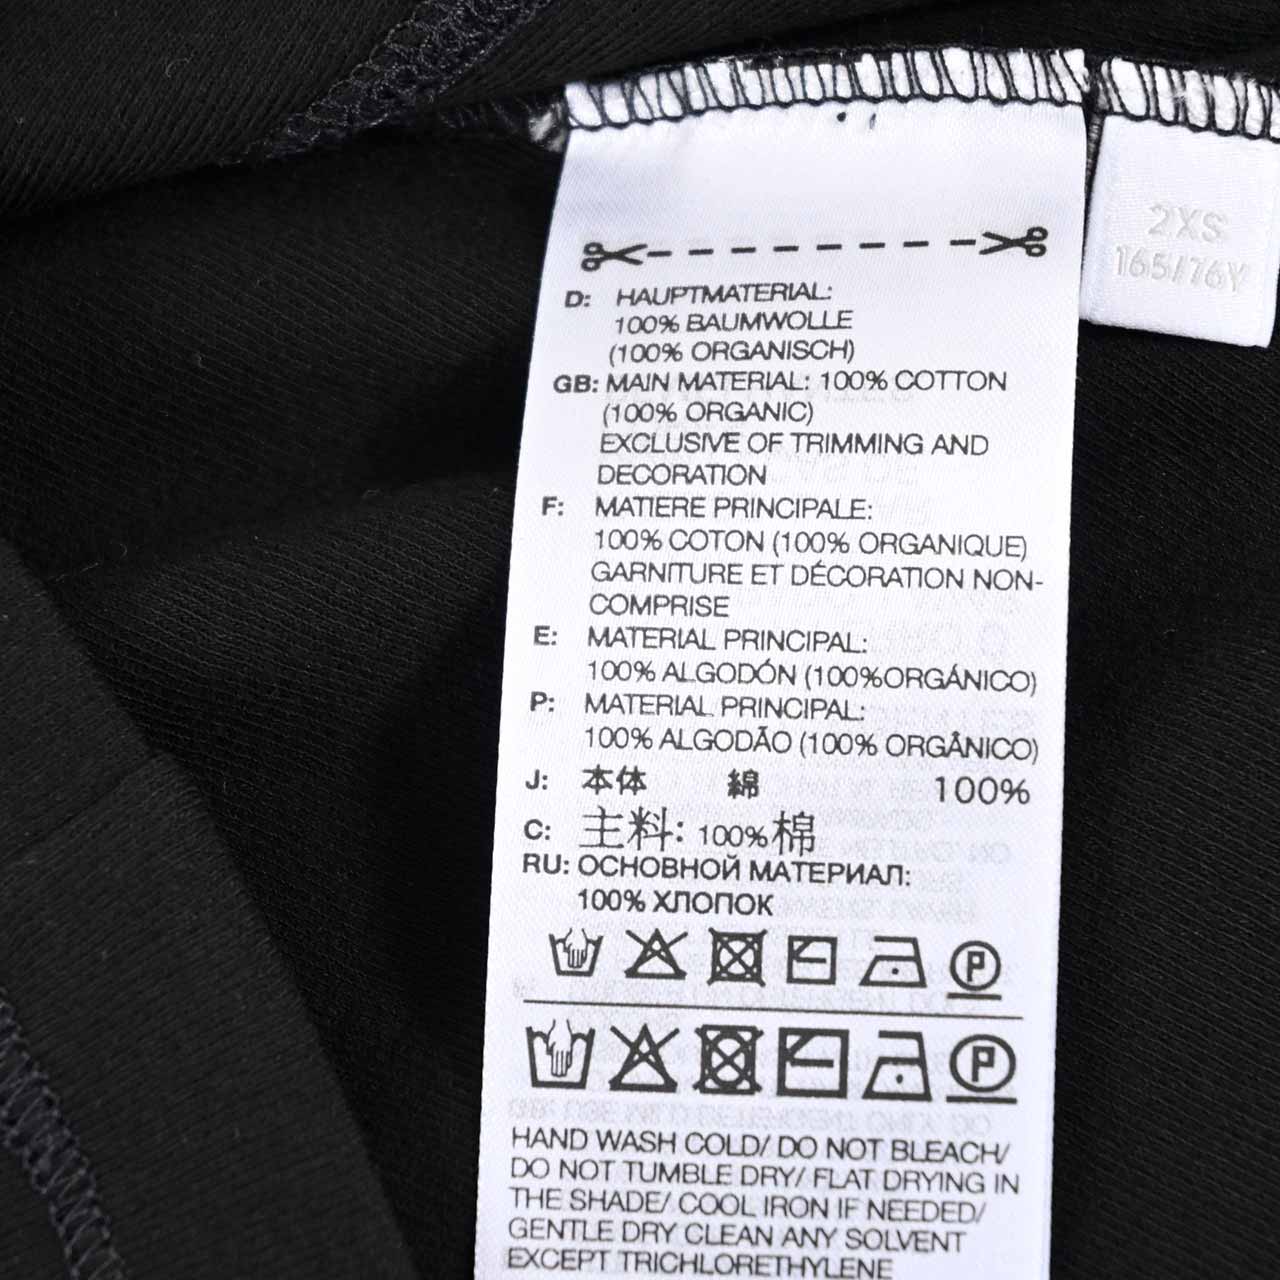 2XS
165/76Y
D: HAUPTMATERIAL:
100% BAUMWOLLE
(100% ORGANISCH)
GB: MAIN MATERIAL: 100% COTTON
(100% ORGANIC)
EXCLUSIVE OF TRIMMING AND
DECORATION
F: MATIERE PRINCIPALE:
100% COTON (100% ORGANIQUE)
GARNITURE ET DÉCORATION NON-
COMPRISE
E: MATERIAL PRINCIPAL:
100% ALGODÓN (100%ORGÁNICO)
P: MATERIAL PRINCIPAL:
100% ALGODÃO (100% ORGÂNICO)
J: 本体 綿 100%
C: 主料: 100%棉
RU: ОСНОВНОЙ МАТЕРИАЛ:
100% ХЛОПОК
P
P
HAND WASH COLD/ DO NOT BLEACH/
DO NOT TUMBLE DRY/ FLAT DRYING IN
THE SHADE/ COOL IRON IF NEEDED/
GENTLE DRY CLEAN ANY SOLVENT
EXCEPT TRICHLORETHYLENE